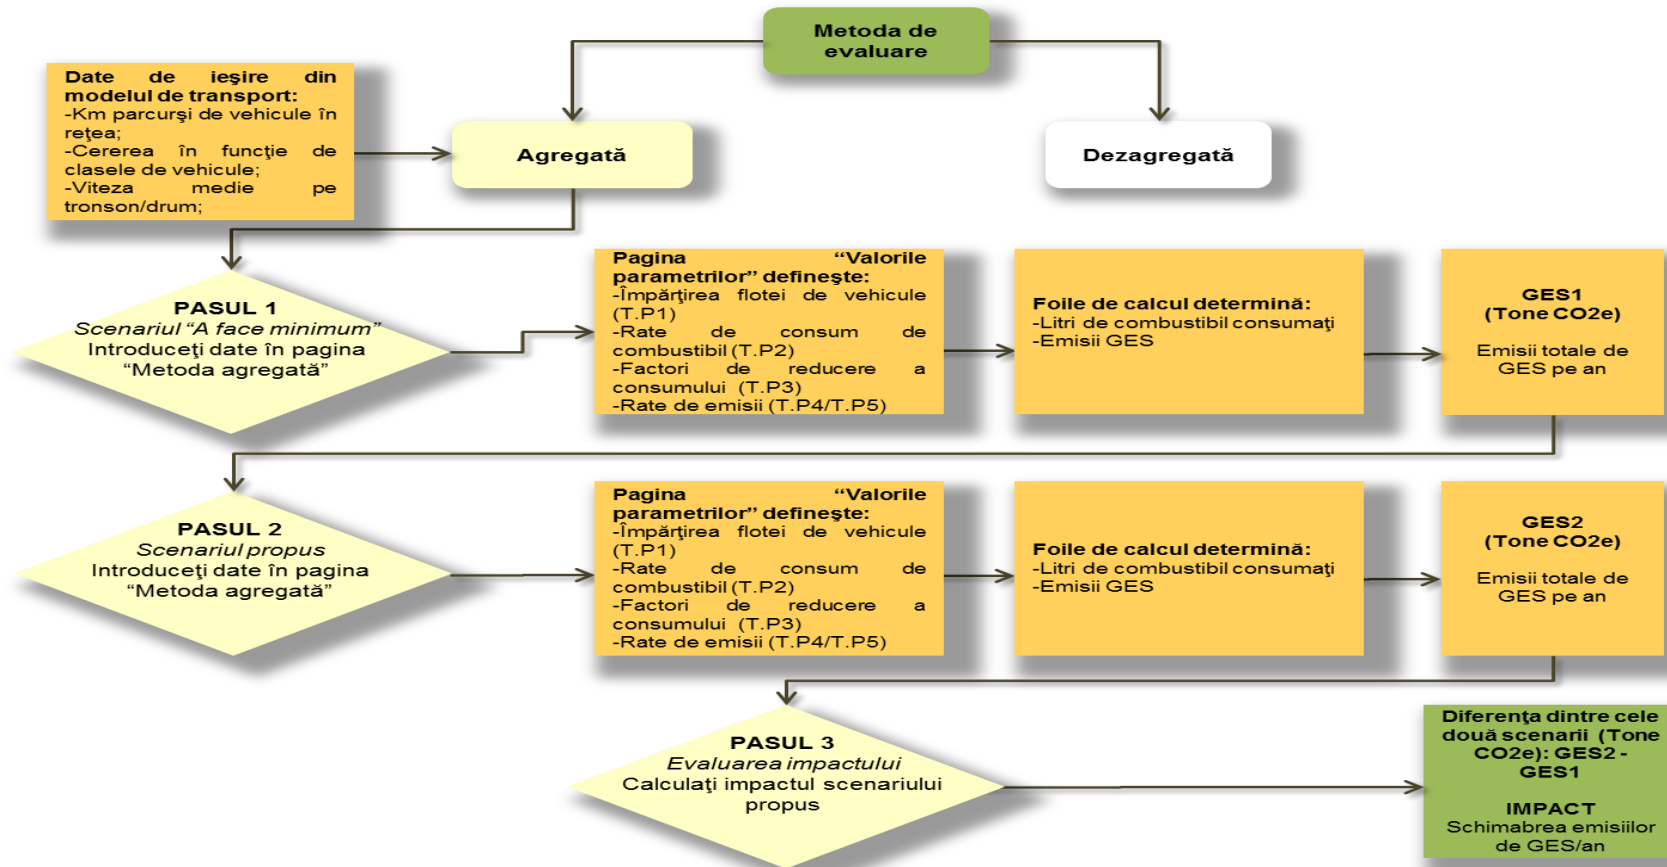 Metoda de
evaluare
Date de ieşire din
modelul de transport:
-Km parcurşi de vehicule în
reţea;
-Cererea în funcţie de
clasele de vehicule;
-Viteza medie pe
tronson/drum;
Agregată
Dezagregată
PASUL 1
Scenariul “A face minimum”
Introduceţi date în pagina
“Metoda agregată”
Pagina “Valorile
parametrilor” defineşte:
-Împărţirea flotei de vehicule
(T.P1)
-Rate de consum de
combustibil (T.P2)
-Factori de reducere a
consumului (T.P3)
-Rate de emisii (T.P4/T.P5)
Foile de calcul determină:
-Litri de combustibil consumaţi
-Emisii GES
GES1
(Tone CO2e)
Emisii totale de
GES pe an
PASUL 2
Scenariul propus
Introduceţi date în pagina
“Metoda agregată”
Pagina “Valorile
parametrilor” defineşte:
-Împărţirea flotei de vehicule
(T.P1)
-Rate de consum de
combustibil (T.P2)
-Factori de reducere a
consumului (T.P3)
-Rate de emisii (T.P4/T.P5)
Foile de calcul determină:
-Litri de combustibil consumaţi
-Emisii GES
GES2
(Tone CO2e)
Emisii totale de
GES pe an
PASUL 3
Evaluarea impactului
Calculaţi impactul scenariului
propus
Diferenţa dintre cele
două scenarii (Tone
CO2e): GES2 -
GES1
IMPACT
Schimabrea emisiilor
de GES/an